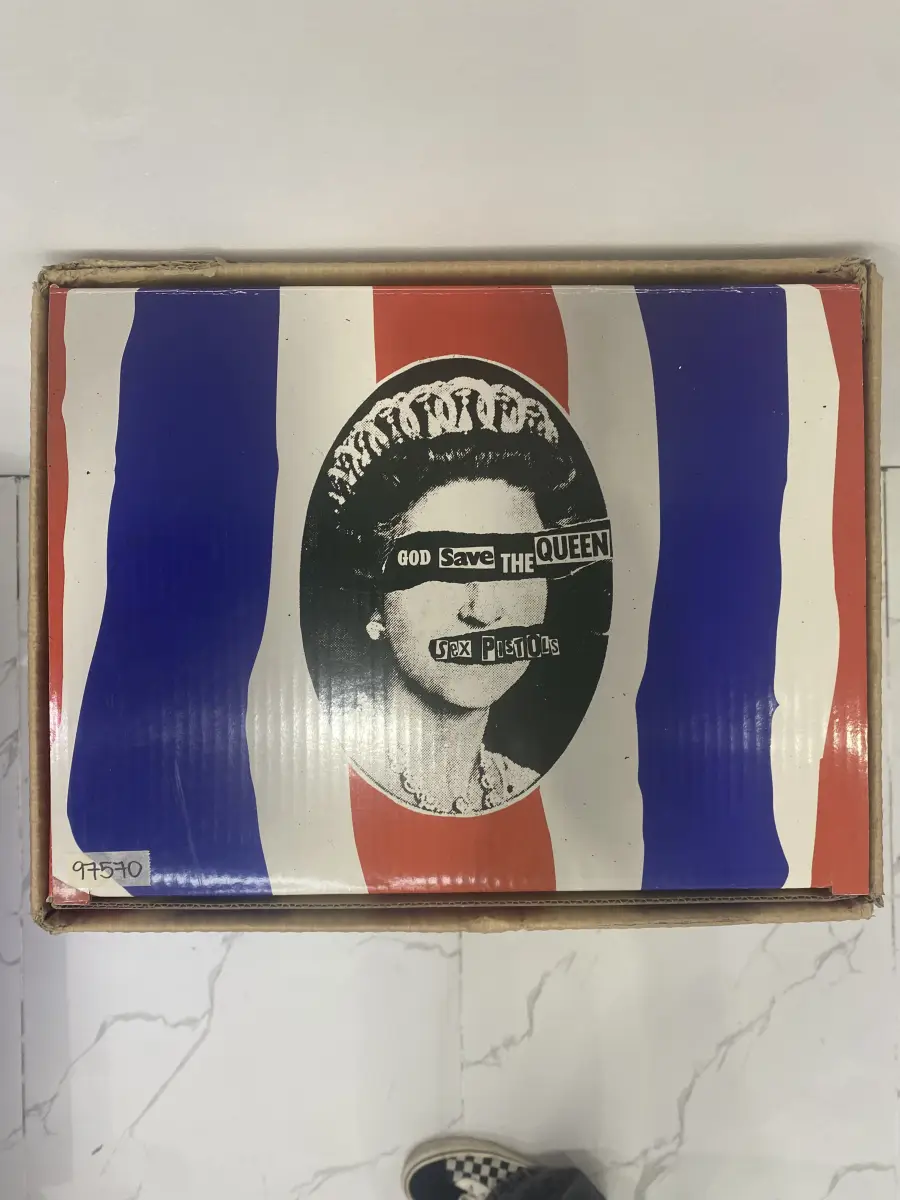 GOD Save THE QUEEN
SEX PISTOLS
97570